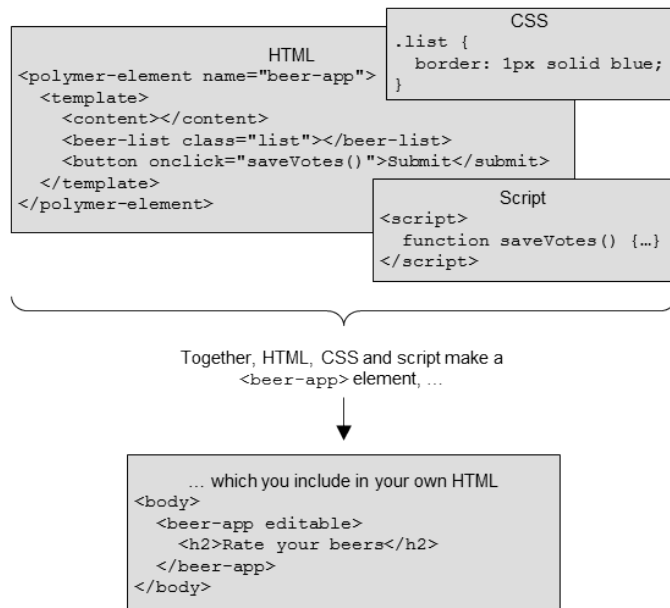 HTML
<polymer-element name="beer-app">
  <template>
    <content></content>
    <beer-list class="list"></beer-list>
    <button onclick="saveVotes()">Submit</submit>
  </template>
</polymer-element>
CSS
.list {
  border: 1px solid blue;
}
Script
<script>
  function saveVotes() {…}
</script>
Together, HTML, CSS and script make a
<beer-app> element, …
… which you include in your own HTML
<body>
  <beer-app editable>
    <h2>Rate your beers</h2>
  </beer-app>
</body>